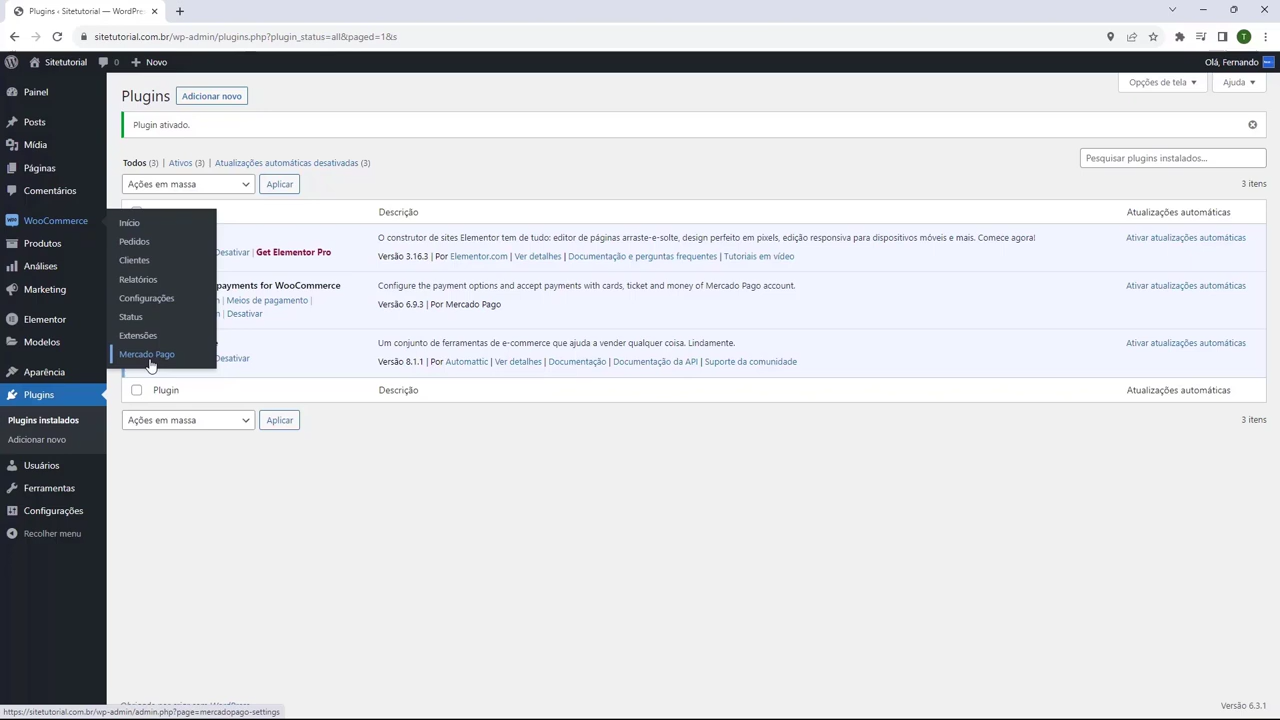 Plugins ‹ Sitetutorial — WordPre
sitetutorial.com.br/wp-admin/plugins.php?plugin_status=all&paged=1&s
T
Sitetutorial
0
Novo
Olá, Fernando
Painel
Posts
Mídia
Páginas
Comentários
WooCommerce
Produtos
Análises
Marketing
Elementor
Modelos
Aparência
Plugins
Plugins instalados
Adicionar novo
Usuários
Ferramentas
Configurações
Recolher menu
Início
Pedidos
Clientes
Relatórios
Configurações
Status
Extensões
Mercado Pago
Opções de tela
Ajuda
Plugins
Adicionar novo
Plugin ativado.
Todos (3) | Ativos (3) | Atualizações automáticas desativadas (3)
Pesquisar plugins instalados...
Ações em massa
Aplicar
3 itens
Descrição
Atualizações automáticas
O construtor de sites Elementor tem de tudo: editor de páginas arraste-e-solte, design perfeito em pixels, edição responsiva para dispositivos móveis e mais. Comece agora!
Ativar atualizações automáticas
Desativar | Get Elementor Pro
Versão 3.16.3 | Por Elementor.com | Ver detalhes | Documentação e perguntas frequentes | Tutoriais em vídeo
payments for WooCommerce
Configure the payment options and accept payments with cards, ticket and money of Mercado Pago account.
Ativar atualizações automáticas
Meios de pagamento |
Versão 6.9.3 | Por Mercado Pago
Desativar
Um conjunto de ferramentas de e-commerce que ajuda a vender qualquer coisa. Lindamente.
Ativar atualizações automáticas
Desativar
Versão 8.1.1 | Por Automattic | Ver detalhes | Documentação | Documentação da API | Suporte da comunidade
Plugin
Descrição
Atualizações automáticas
Ações em massa
Aplicar
3 itens
Versão 6.3.1
https://sitetutorial.com.br/wp-admin/admin.php?page=mercadopago-settings